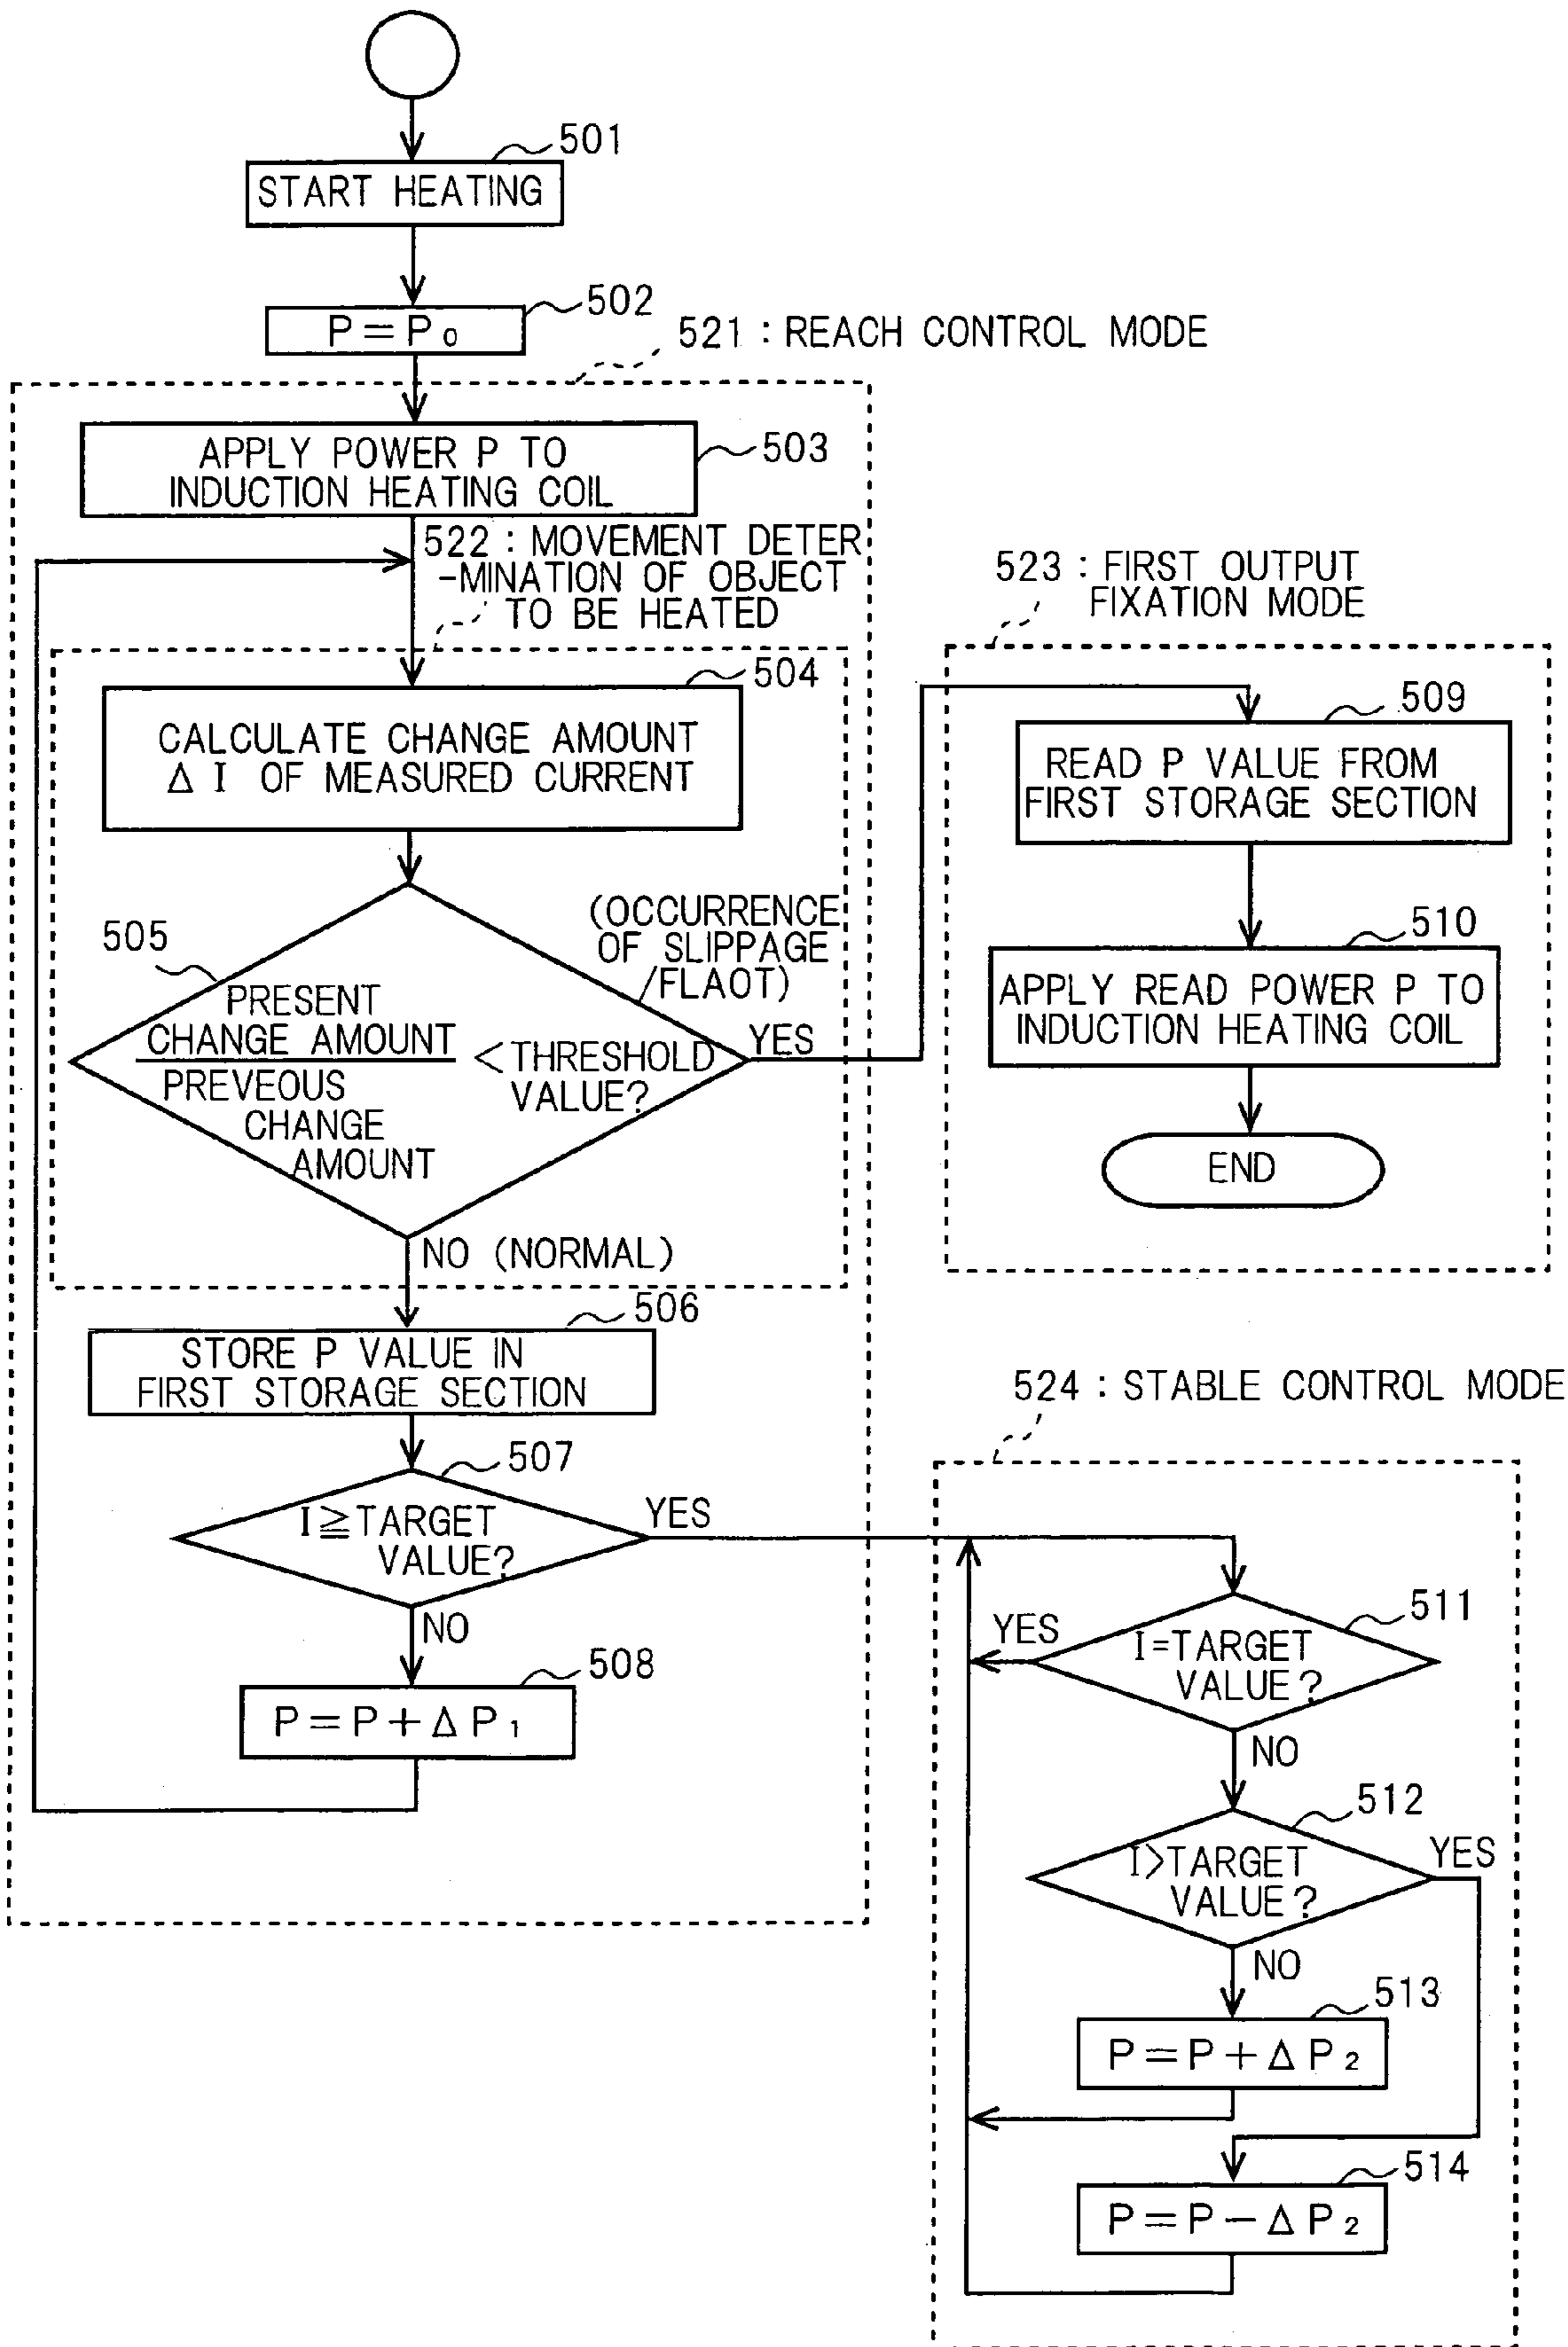 501
START HEATING
502
P=P₀
521 : REACH CONTROL MODE
APPLY POWER P TO
INDUCTION HEATING COIL
503
522 : MOVEMENT DETER
-MINATION OF OBJECT
TO BE HEATED
504
CALCULATE CHANGE AMOUNT
Δ I OF MEASURED CURRENT
505
(OCCURRENCE
OF SLIPPAGE
/FLAOT)
PRESENT
CHANGE AMOUNT
PREVEOUS
CHANGE
AMOUNT
<THRESHOLD
VALUE?
YES
NO (NORMAL)
506
STORE P VALUE IN
FIRST STORAGE SECTION
507
I≧TARGET
VALUE?
YES
NO
508
P=P+ΔP₁
523 : FIRST OUTPUT
FIXATION MODE
509
READ P VALUE FROM
FIRST STORAGE SECTION
510
APPLY READ POWER P TO
INDUCTION HEATING COIL
END
524 : STABLE CONTROL MODE
511
YES
I=TARGET
VALUE?
NO
512
I>TARGET
VALUE?
YES
NO
513
P=P+ΔP₂
514
P=P−ΔP₂